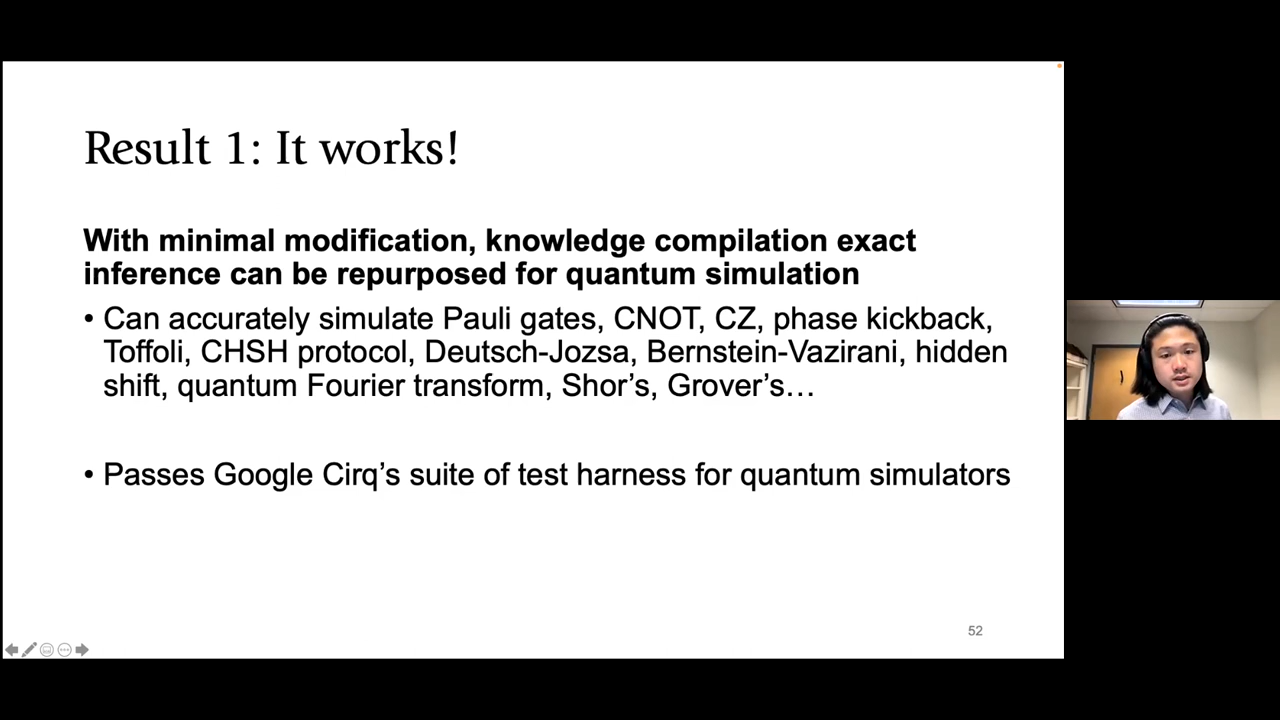 Result 1: It works!
With minimal modification, knowledge compilation exact
inference can be repurposed for quantum simulation
• Can accurately simulate Pauli gates, CNOT, CZ, phase kickback,
Toffoli, CHSH protocol, Deutsch-Jozsa, Bernstein-Vazirani, hidden
shift, quantum Fourier transform, Shor’s, Grover’s…
• Passes Google Cirq’s suite of test harness for quantum simulators
52